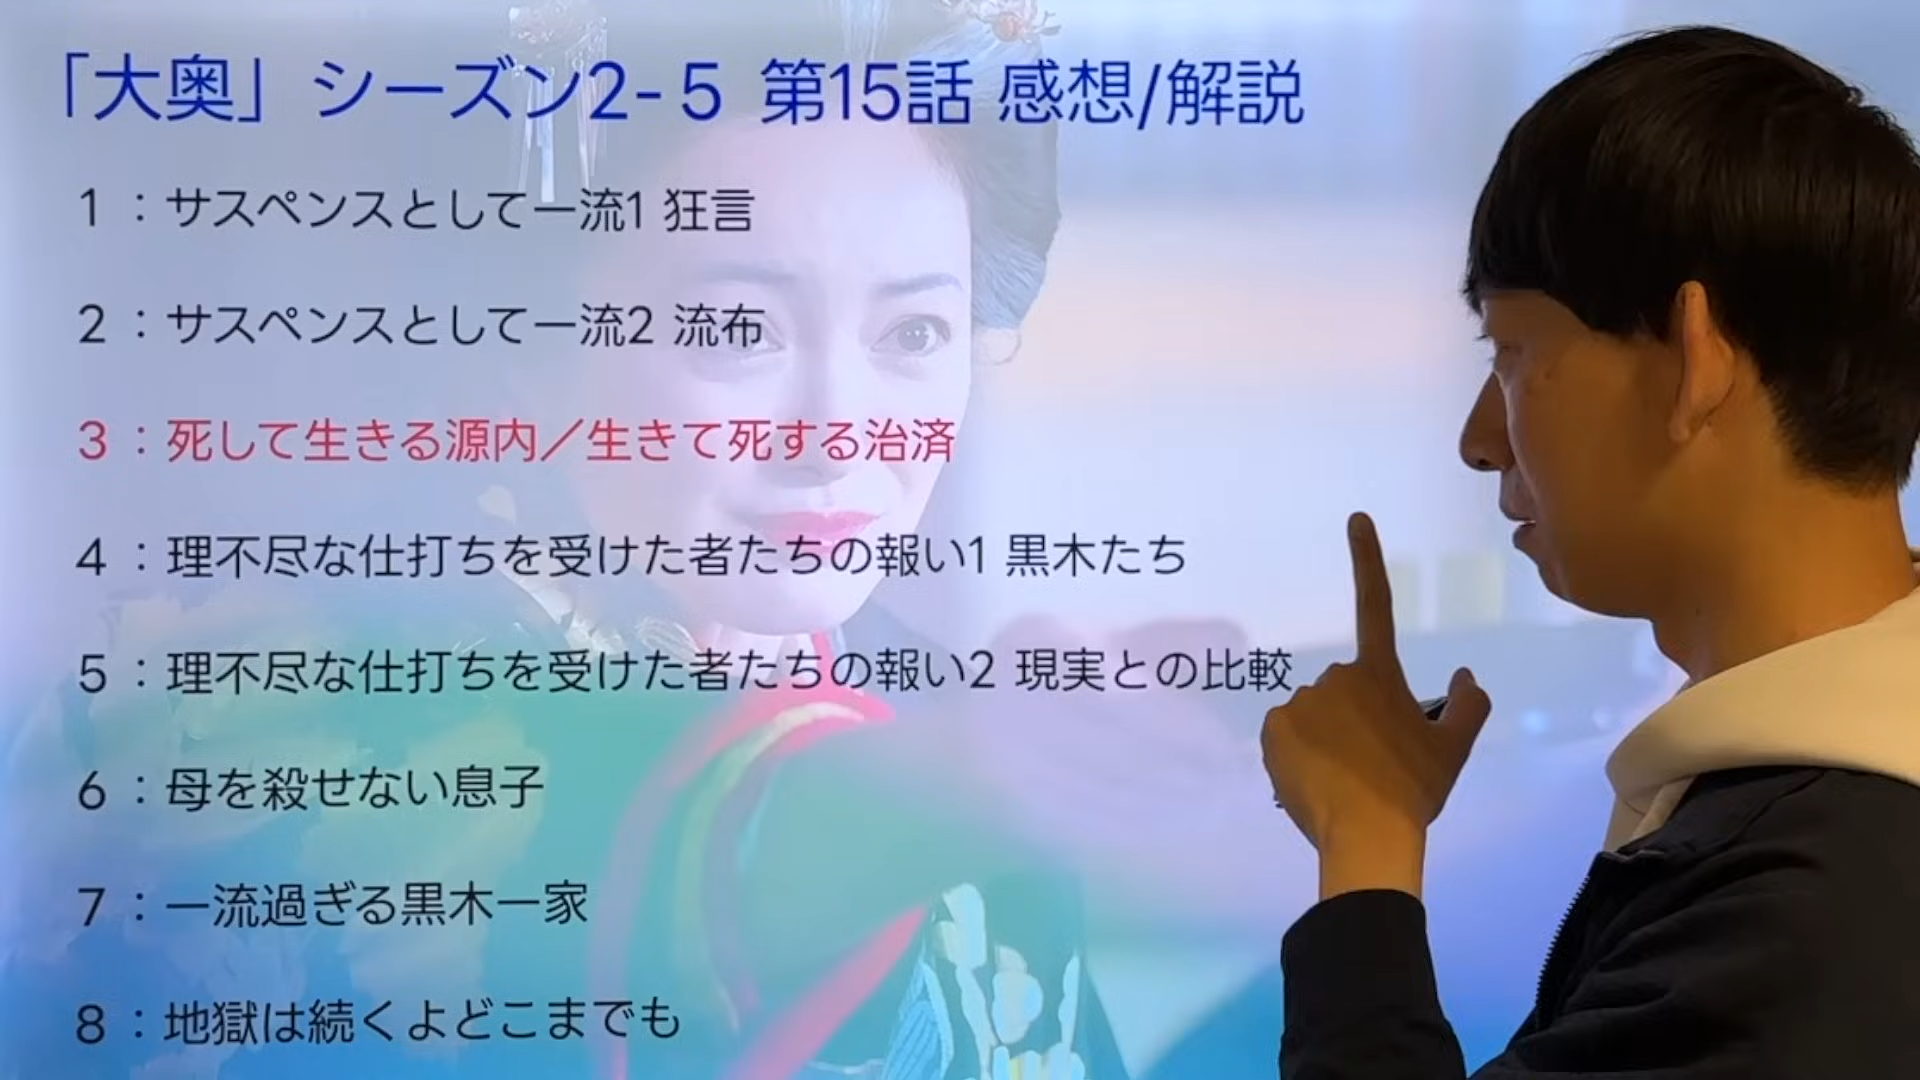 「大奥」シーズン2-5 第15話 感想/解説
1：サスペンスとして一流1 狂言
2：サスペンスとして一流2 流布
3：死して生きる源内／生きて死する治済
4：理不尽な仕打ちを受けた者たちの報い1 黒木たち
5：理不尽な仕打ちを受けた者たちの報い2 現実との比較
6：母を殺せない息子
7：一流過ぎる黒木一家
8：地獄は続くよどこまでも